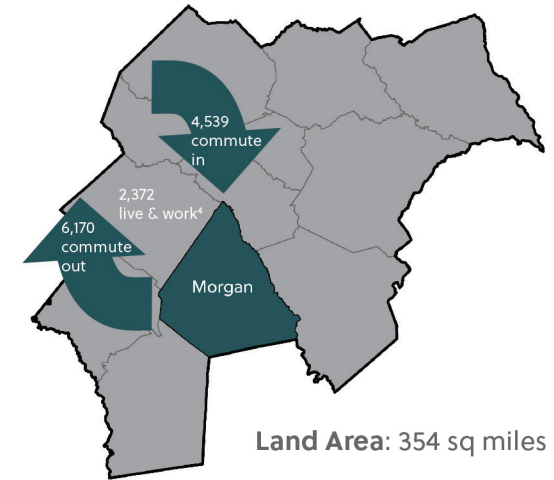 4,539
commute
in
2,372
live & work⁴
6,170
commute
out
Morgan
Land Area: 354 sq miles